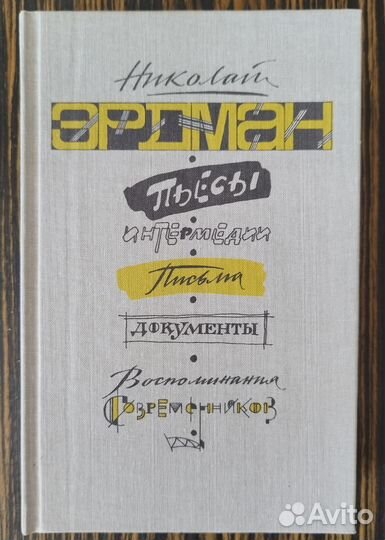 Николай
ЭРДМАН
Пьесы
ИНТЕРМЕДИИ
Письма
ДОКУМЕНТЫ
Воспоминания
СОВРЕМЕННИКОВ
Avito